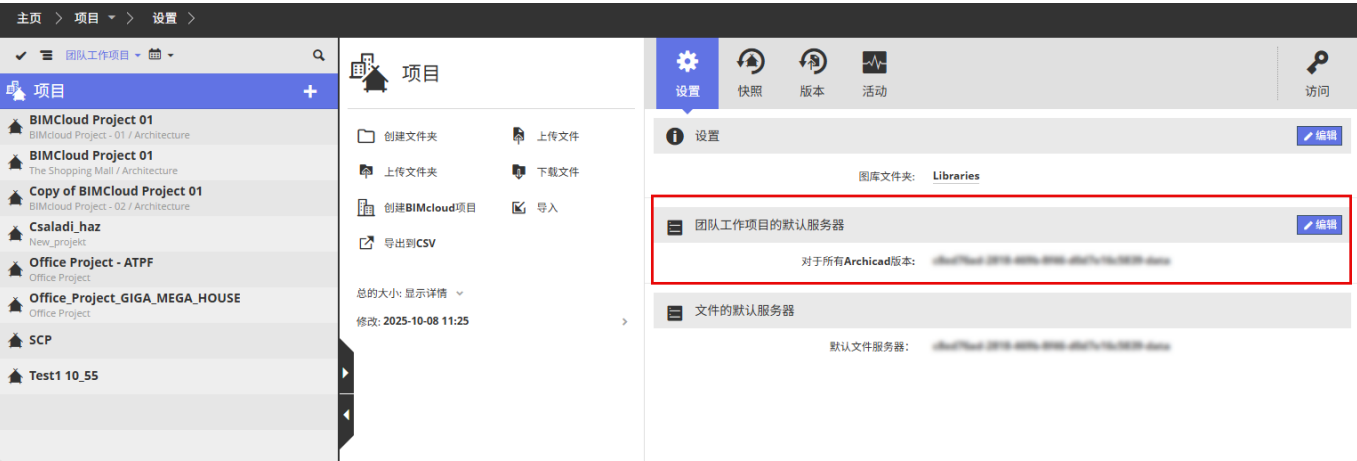 主页 项目 设置
团队工作项目
项目
BIMCloud Project 01
BIMcloud Project - 01 / Architecture
BIMCloud Project 01
The Shopping Mall / Architecture
Copy of BIMCloud Project 01
BIMcloud Project - 02 / Architecture
Csaladi_haz
New_projekt
Office Project - ATPF
Office Project
Office_Project_GIGA_MEGA_HOUSE
Office Project
SCP
Test1 10_55
项目
创建文件夹 上传文件
上传文件夹 下载文件
创建BIMcloud项目 导入
导出到CSV
总的大小: 显示详情
修改: 2025-10-08 11:25
设置 快照 版本 活动 访问
设置 编辑
图库文件夹: Libraries
团队工作项目的默认服务器 编辑
对于所有Archicad版本:
文件的默认服务器
默认文件服务器: